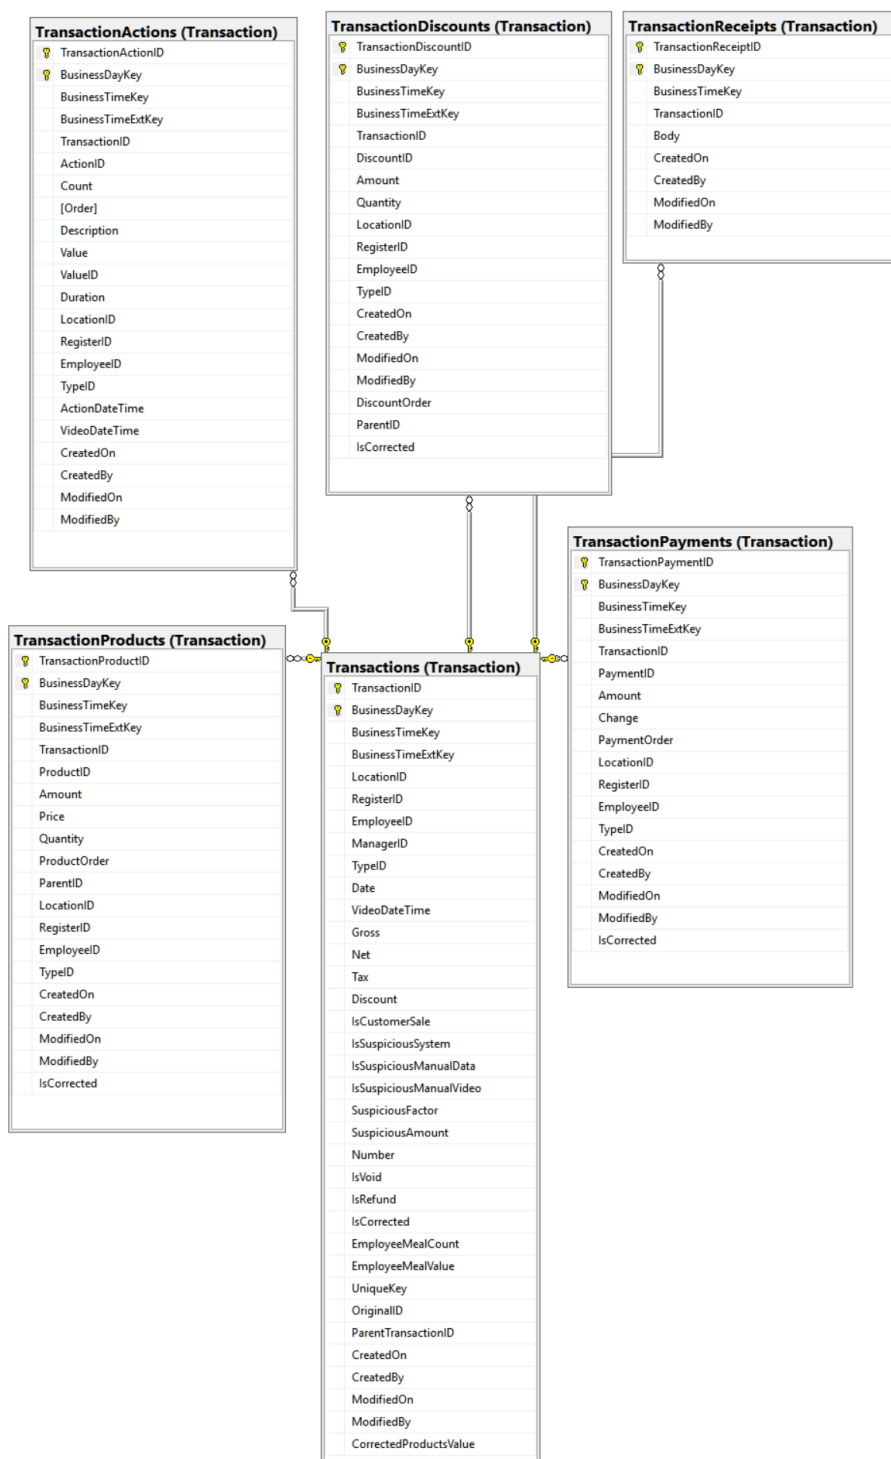 TransactionActions (Transaction)
TransactionActionID
BusinessDayKey
BusinessTimeKey
BusinessTimeExtKey
TransactionID
ActionID
Count
[Order]
Description
Value
ValueID
Duration
LocationID
RegisterID
EmployeeID
TypeID
ActionDateTime
VideoDateTime
CreatedOn
CreatedBy
ModifiedOn
ModifiedBy
TransactionDiscounts (Transaction)
TransactionDiscountID
BusinessDayKey
BusinessTimeKey
BusinessTimeExtKey
TransactionID
DiscountID
Amount
Quantity
LocationID
RegisterID
EmployeeID
TypeID
CreatedOn
CreatedBy
ModifiedOn
ModifiedBy
DiscountOrder
ParentID
IsCorrected
TransactionReceipts (Transaction)
TransactionReceiptID
BusinessDayKey
BusinessTimeKey
TransactionID
Body
CreatedOn
CreatedBy
ModifiedOn
ModifiedBy
TransactionProducts (Transaction)
TransactionProductID
BusinessDayKey
BusinessTimeKey
BusinessTimeExtKey
TransactionID
ProductID
Amount
Price
Quantity
ProductOrder
ParentID
LocationID
RegisterID
EmployeeID
TypeID
CreatedOn
CreatedBy
ModifiedOn
ModifiedBy
IsCorrected
Transactions (Transaction)
TransactionID
BusinessDayKey
BusinessTimeKey
BusinessTimeExtKey
LocationID
RegisterID
EmployeeID
ManagerID
TypeID
Date
VideoDateTime
Gross
Net
Tax
Discount
IsCustomerSale
IsSuspiciousSystem
IsSuspiciousManualData
IsSuspiciousManualVideo
SuspiciousFactor
SuspiciousAmount
Number
IsVoid
IsRefund
IsCorrected
EmployeeMealCount
EmployeeMealValue
UniqueKey
OriginalID
ParentTransactionID
CreatedOn
CreatedBy
ModifiedOn
ModifiedBy
CorrectedProductsValue
TransactionPayments (Transaction)
TransactionPaymentID
BusinessDayKey
BusinessTimeKey
BusinessTimeExtKey
TransactionID
PaymentID
Amount
Change
PaymentOrder
LocationID
RegisterID
EmployeeID
TypeID
CreatedOn
CreatedBy
ModifiedOn
ModifiedBy
IsCorrected